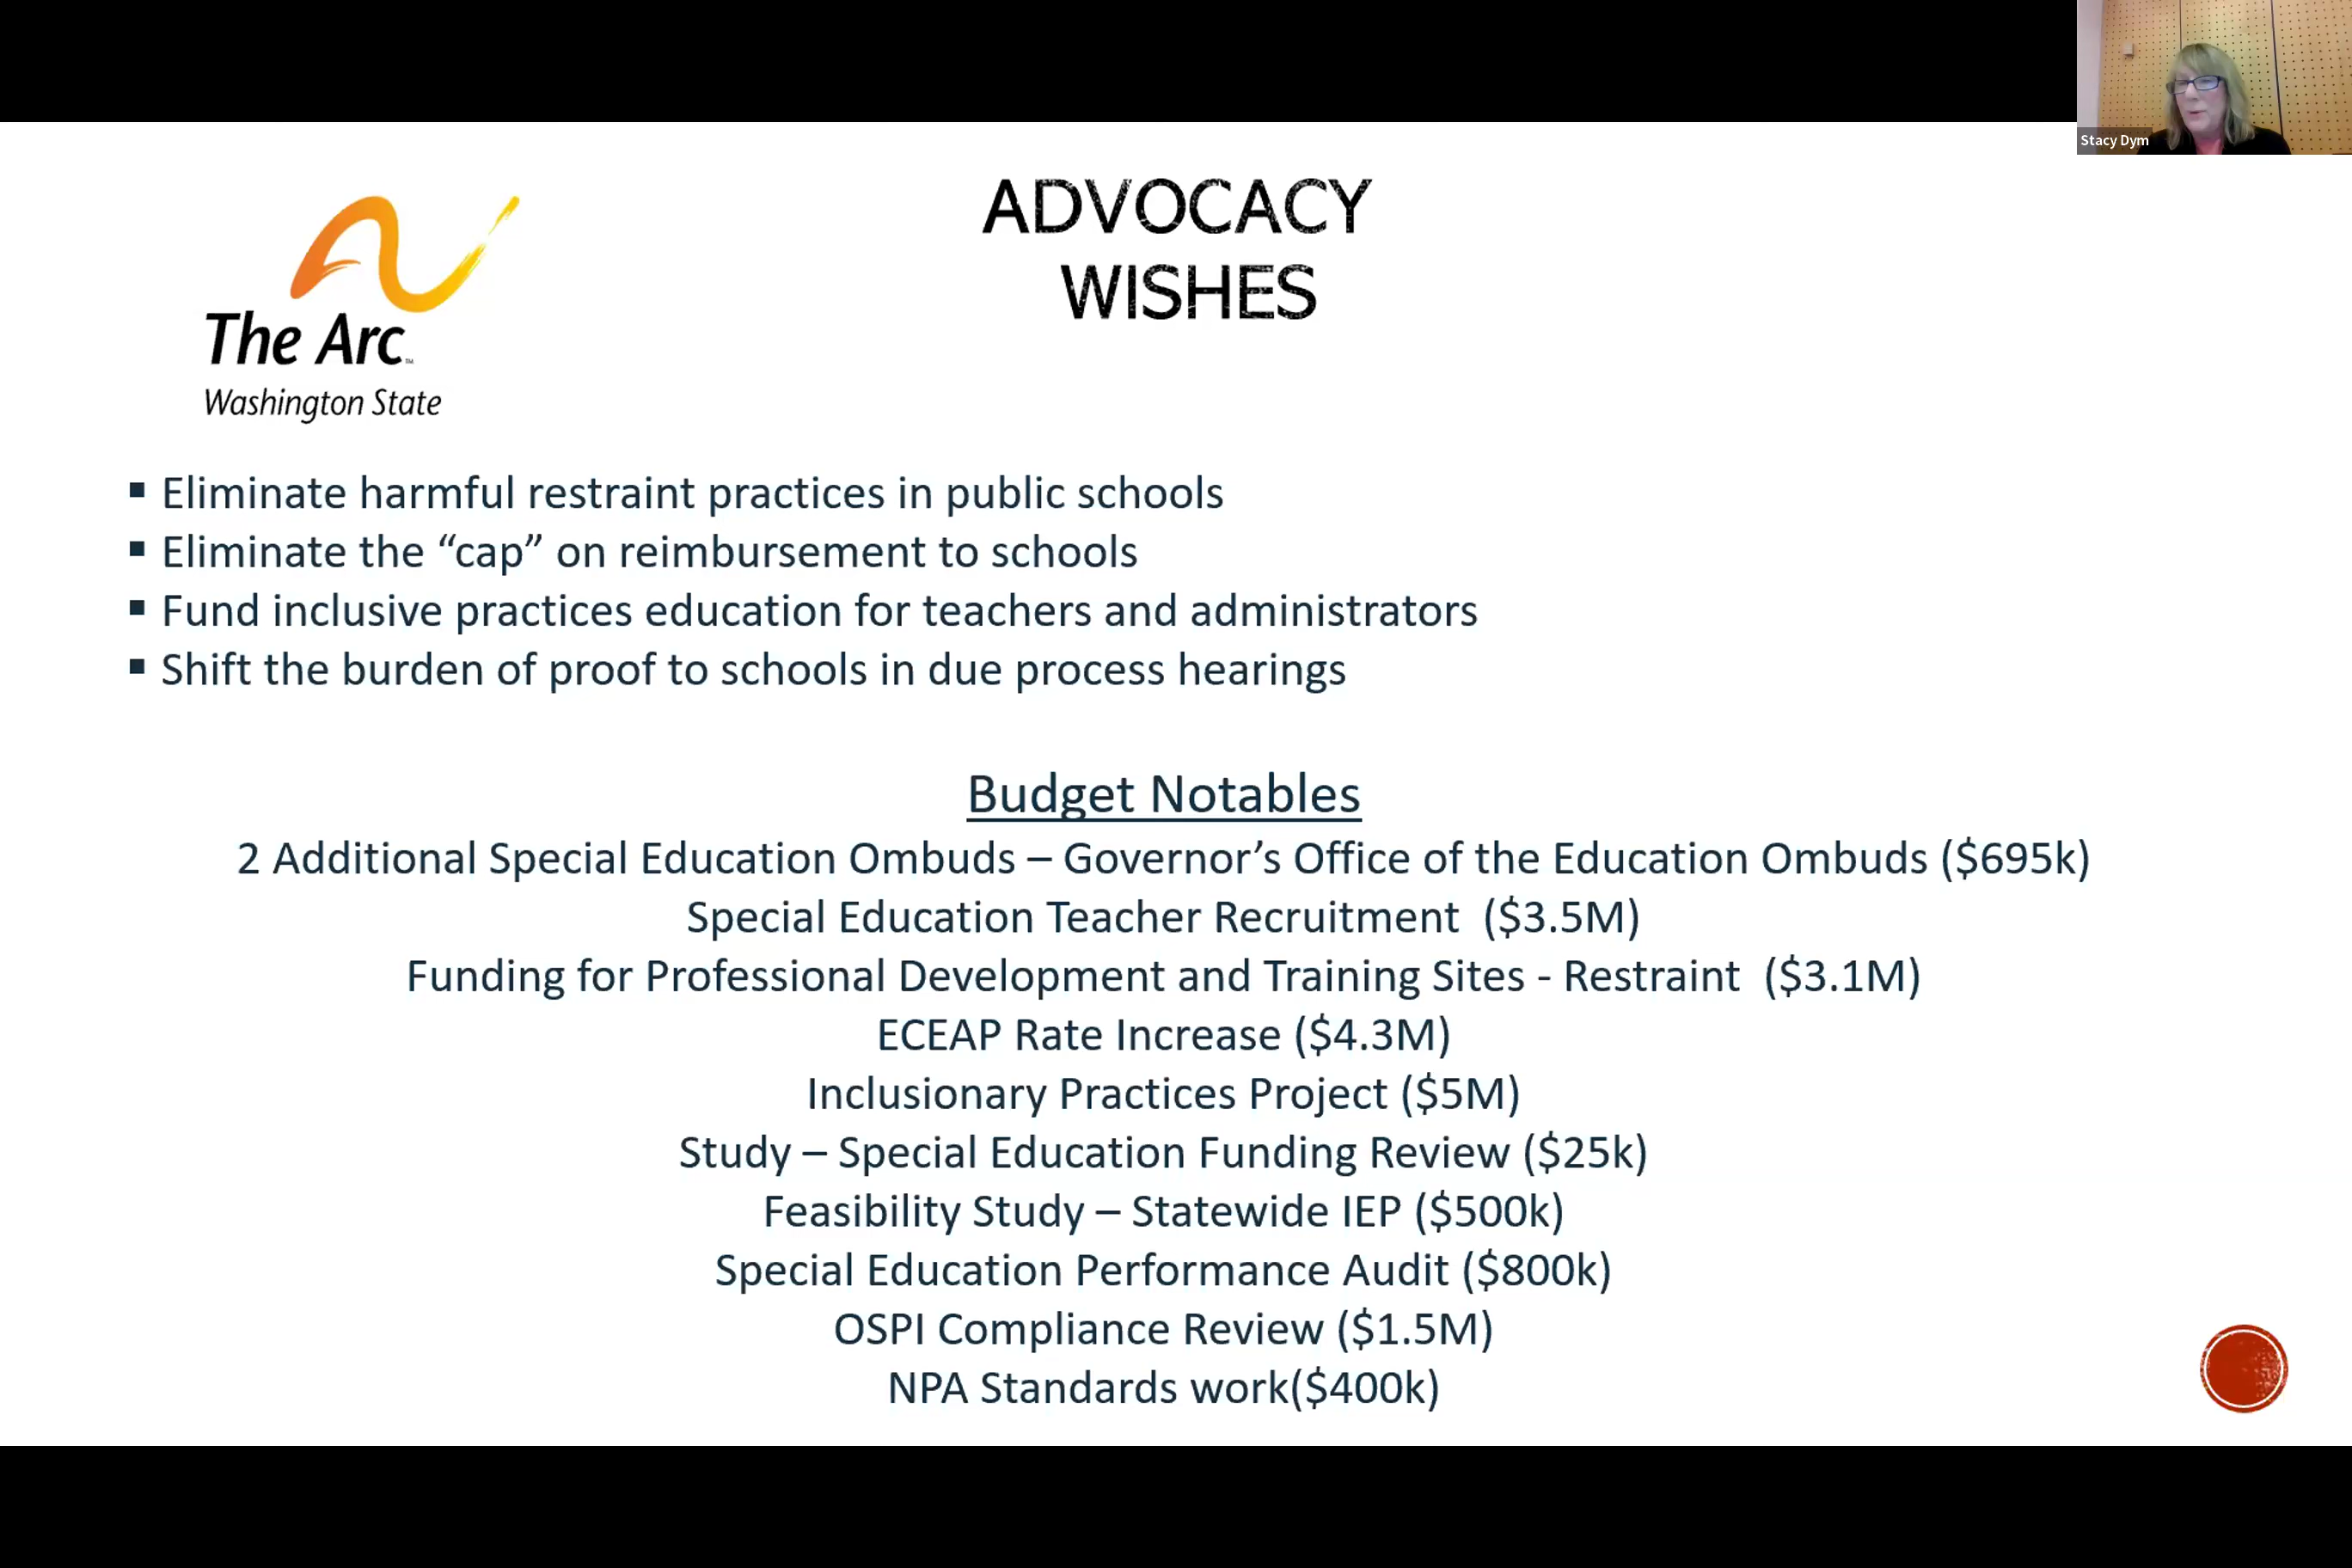 Stacy Dym
ADVOCACY
WISHES
The Arc™
Washington State
▪ Eliminate harmful restraint practices in public schools
▪ Eliminate the “cap” on reimbursement to schools
▪ Fund inclusive practices education for teachers and administrators
▪ Shift the burden of proof to schools in due process hearings
Budget Notables
2 Additional Special Education Ombuds – Governor’s Office of the Education Ombuds ($695k)
Special Education Teacher Recruitment  ($3.5M)
Funding for Professional Development and Training Sites - Restraint  ($3.1M)
ECEAP Rate Increase ($4.3M)
Inclusionary Practices Project ($5M)
Study – Special Education Funding Review ($25k)
Feasibility Study – Statewide IEP ($500k)
Special Education Performance Audit ($800k)
OSPI Compliance Review ($1.5M)
NPA Standards work($400k)